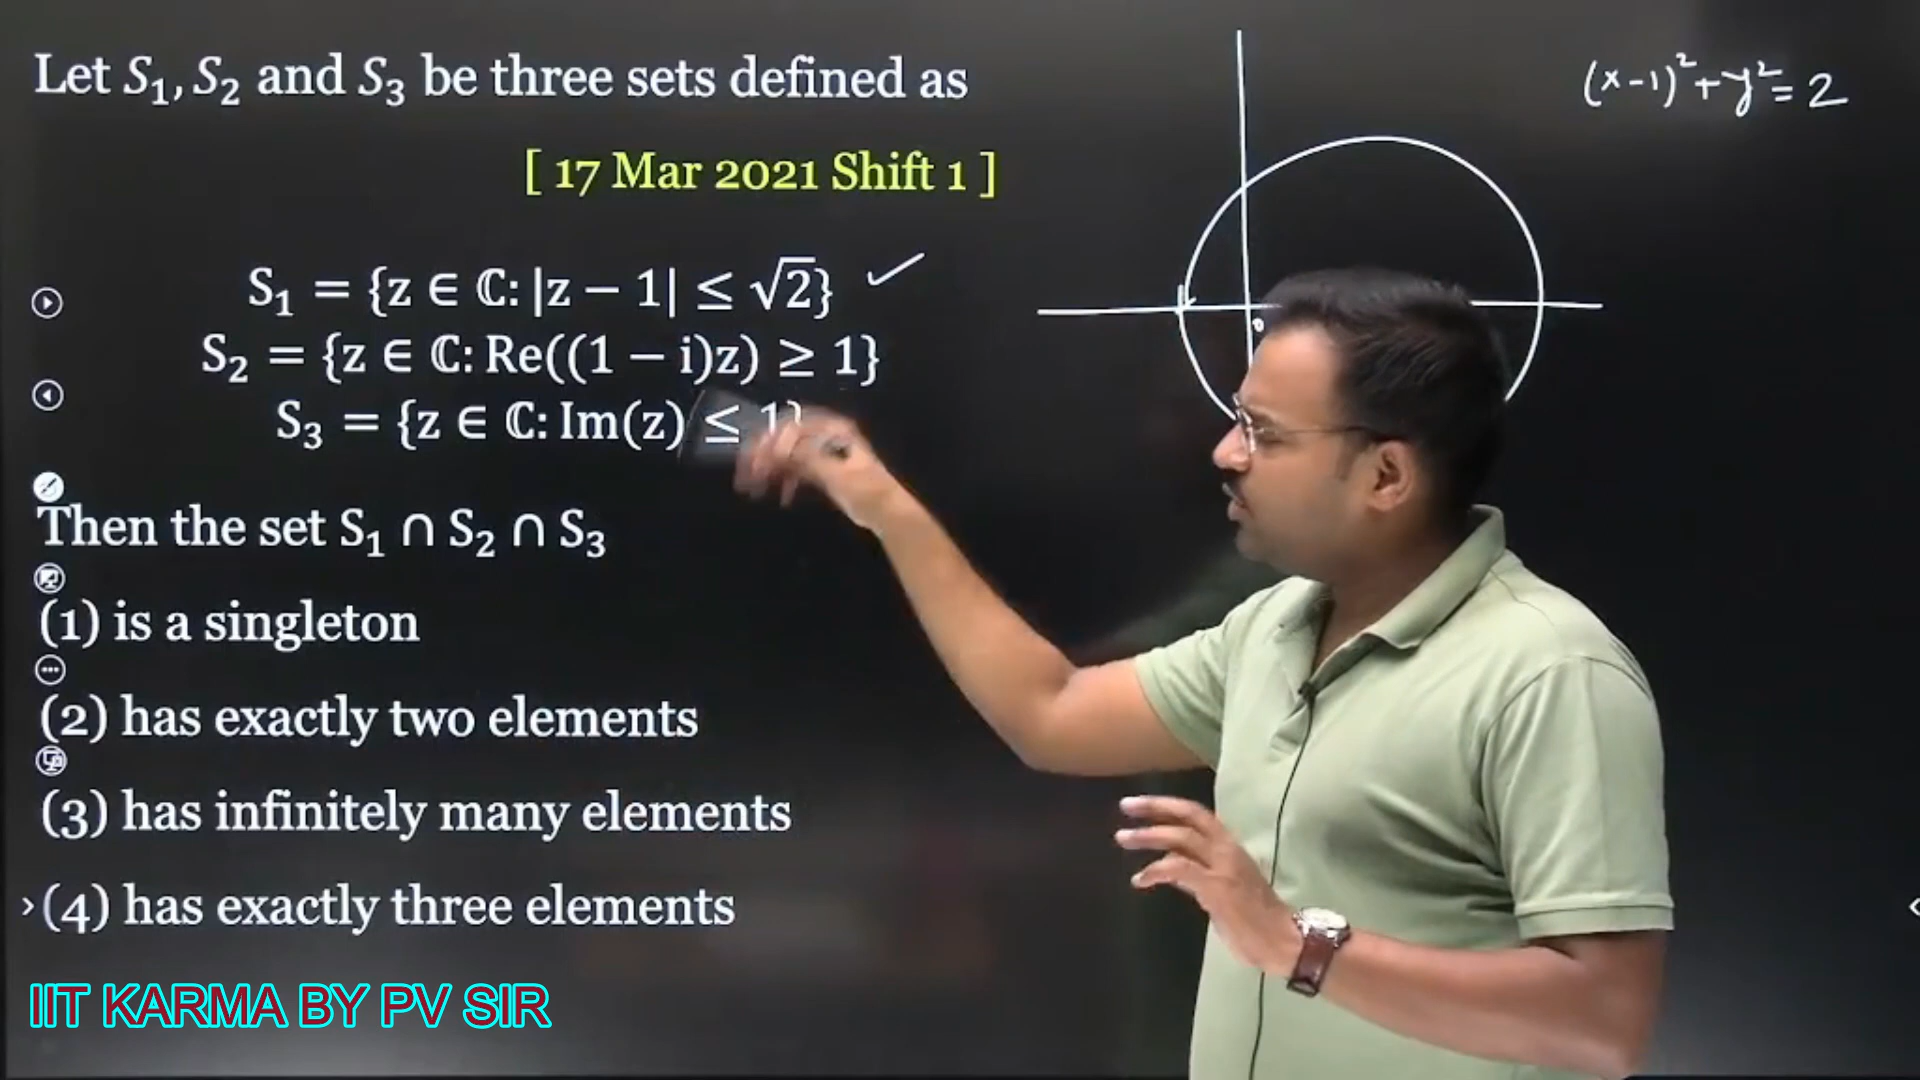 Let S₁, S₂ and S₃ be three sets defined as
[ 17 Mar 2021 Shift 1 ]
S₁ = {z ∈ ℂ: |z − 1| ≤ √2}
S₂ = {z ∈ ℂ: Re((1 − i)z) ≥ 1}
S₃ = {z ∈ ℂ: Im(z) ≤ 1}
Then the set S₁ ∩ S₂ ∩ S₃
(1) is a singleton
(2) has exactly two elements
(3) has infinitely many elements
(4) has exactly three elements
IIT KARMA BY PV SIR
(x-1)²+y²=2